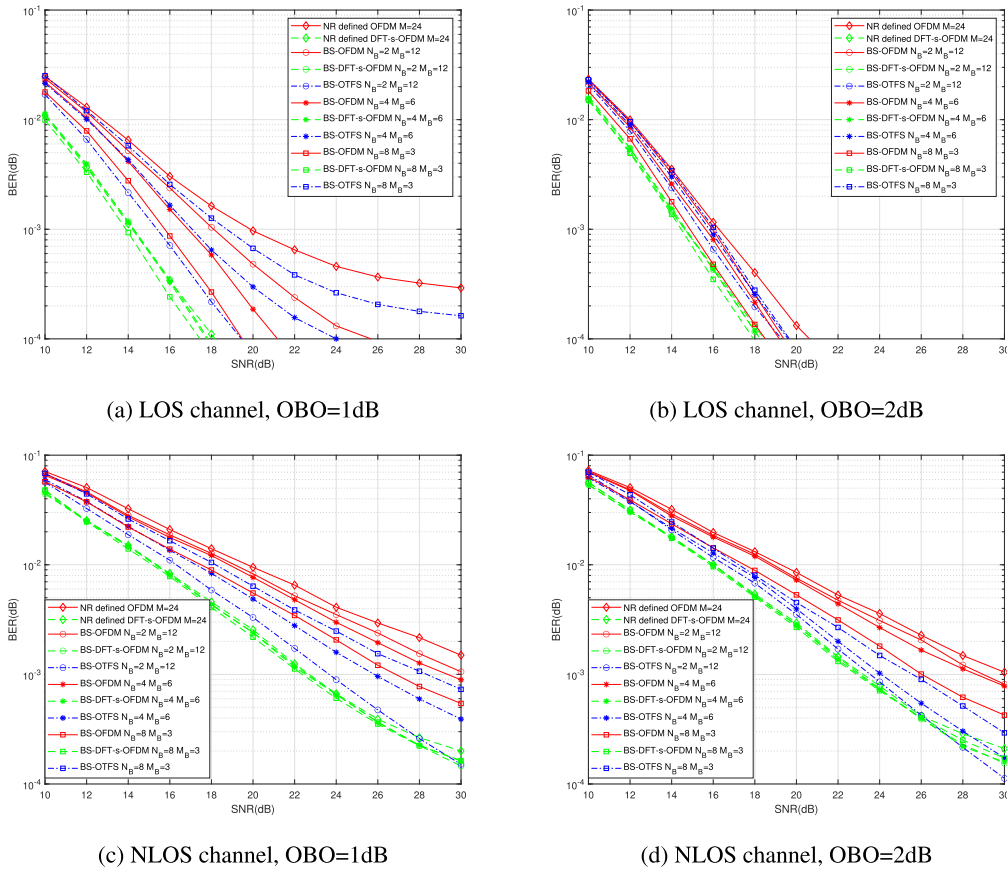 10^-1
10^-2
10^-3
10^-4
BER(dB)
10 12 14 16 18 20 22 24 26 28 30
SNR(dB)
NR defined OFDM M=24
NR defined DFT-s-OFDM M=24
BS-OFDM N_B=2 M_B=12
BS-DFT-s-OFDM N_B=2 M_B=12
BS-OTFS N_B=2 M_B=12
BS-OFDM N_B=4 M_B=6
BS-DFT-s-OFDM N_B=4 M_B=6
BS-OTFS N_B=4 M_B=6
BS-OFDM N_B=8 M_B=3
BS-DFT-s-OFDM N_B=8 M_B=3
BS-OTFS N_B=8 M_B=3
(a) LOS channel, OBO=1dB
10^-1
10^-2
10^-3
10^-4
BER(dB)
10 12 14 16 18 20 22 24 26 28 30
SNR(dB)
NR defined OFDM M=24
NR defined DFT-s-OFDM M=24
BS-OFDM N_B=2 M_B=12
BS-DFT-s-OFDM N_B=2 M_B=12
BS-OTFS N_B=2 M_B=12
BS-OFDM N_B=4 M_B=6
BS-DFT-s-OFDM N_B=4 M_B=6
BS-OTFS N_B=4 M_B=6
BS-OFDM N_B=8 M_B=3
BS-DFT-s-OFDM N_B=8 M_B=3
BS-OTFS N_B=8 M_B=3
(b) LOS channel, OBO=2dB
10^-1
10^-2
10^-3
10^-4
BER(dB)
10 12 14 16 18 20 22 24 26 28 30
SNR(dB)
NR defined OFDM M=24
NR defined DFT-s-OFDM M=24
BS-OFDM N_B=2 M_B=12
BS-DFT-s-OFDM N_B=2 M_B=12
BS-OTFS N_B=2 M_B=12
BS-OFDM N_B=4 M_B=6
BS-DFT-s-OFDM N_B=4 M_B=6
BS-OTFS N_B=4 M_B=6
BS-OFDM N_B=8 M_B=3
BS-DFT-s-OFDM N_B=8 M_B=3
BS-OTFS N_B=8 M_B=3
(c) NLOS channel, OBO=1dB
10^-1
10^-2
10^-3
10^-4
BER(dB)
10 12 14 16 18 20 22 24 26 28 30
SNR(dB)
NR defined OFDM M=24
NR defined DFT-s-OFDM M=24
BS-OFDM N_B=2 M_B=12
BS-DFT-s-OFDM N_B=2 M_B=12
BS-OTFS N_B=2 M_B=12
BS-OFDM N_B=4 M_B=6
BS-DFT-s-OFDM N_B=4 M_B=6
BS-OTFS N_B=4 M_B=6
BS-OFDM N_B=8 M_B=3
BS-DFT-s-OFDM N_B=8 M_B=3
BS-OTFS N_B=8 M_B=3
(d) NLOS channel, OBO=2dB